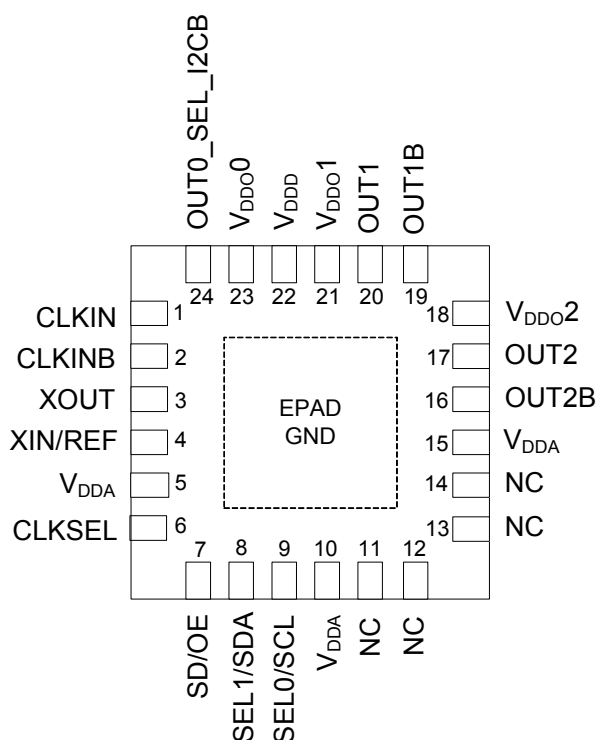 OUT0_SEL_I2CB
VDDO0
VDDD
VDDO1
OUT1
OUT1B
24
23
22
21
20
19
CLKIN
1
CLKINB
2
XOUT
3
XIN/REF
4
VDDA
5
CLKSEL
6
EPAD
GND
18
VDDO2
17
OUT2
16
OUT2B
15
VDDA
14
NC
13
NC
7
8
9
10
11
12
SD/OE
SEL1/SDA
SEL0/SCL
VDDA
NC
NC